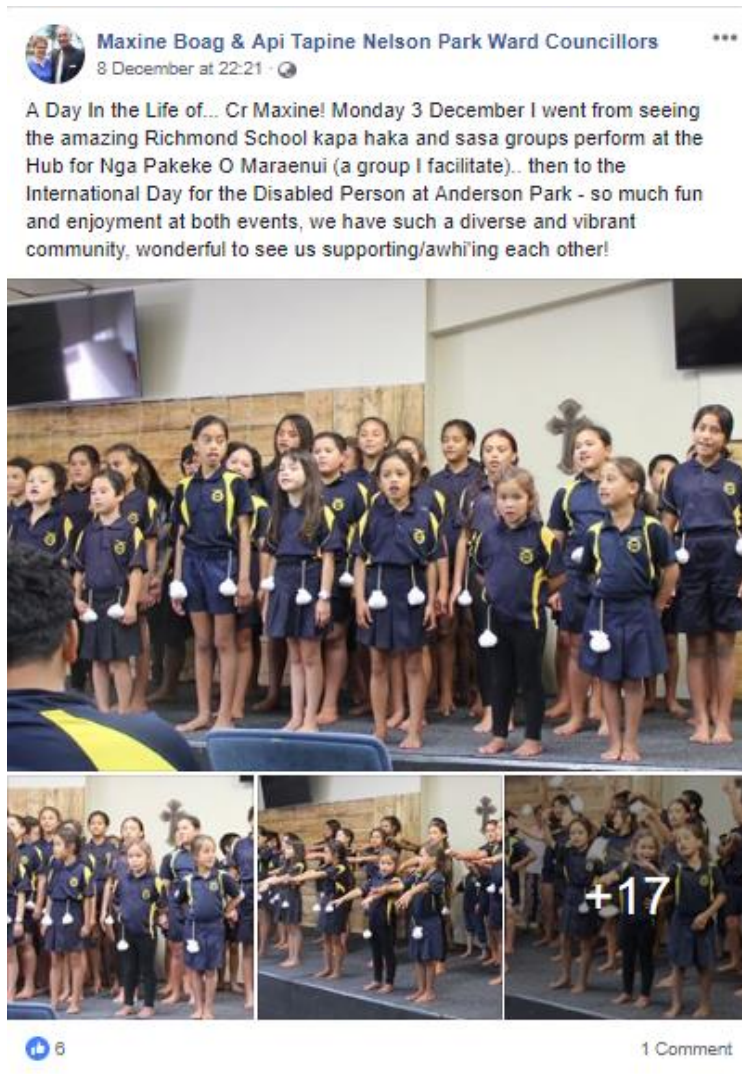 Maxine Boag & Api Tapine Nelson Park Ward Councillors
8 December at 22:21 ·
A Day In the Life of... Cr Maxine! Monday 3 December I went from seeing
the amazing Richmond School kapa haka and sasa groups perform at the
Hub for Nga Pakeke O Maraenui (a group I facilitate).. then to the
International Day for the Disabled Person at Anderson Park - so much fun
and enjoyment at both events, we have such a diverse and vibrant
community, wonderful to see us supporting/awhi'ing each other!
+17
6
1 Comment